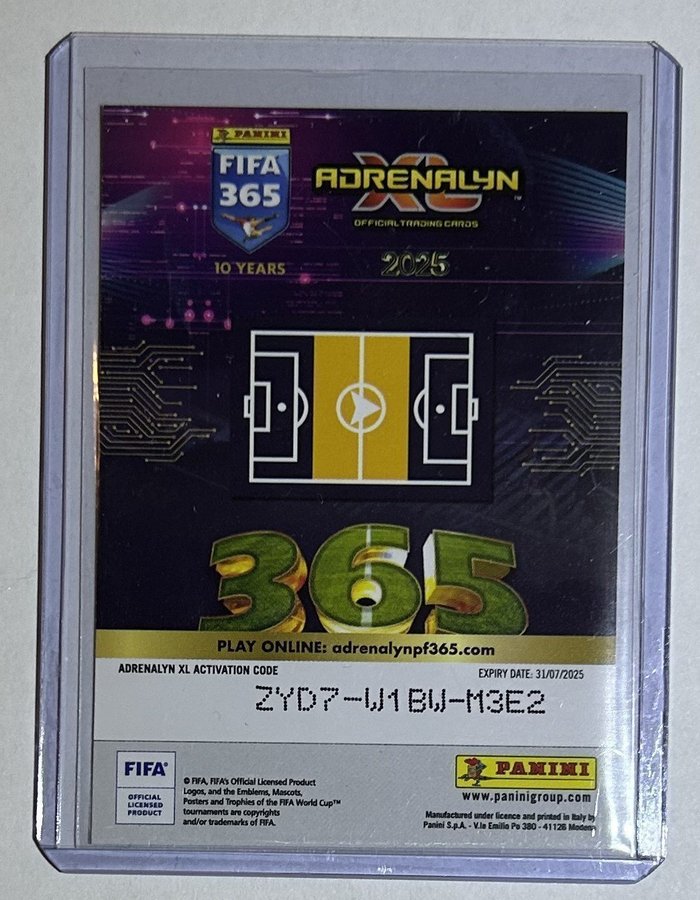 PANINI
FIFA
365
10 YEARS
ADRENALYN
XL
™
OFFICIAL TRADING CARDS
2025
365
PLAY ONLINE: adrenalynpf365.com
ADRENALYN XL ACTIVATION CODE
EXPIRY DATE: 31/07/2025
ZYD7-W1BW-M3E2
FIFA®
OFFICIAL
LICENSED
PRODUCT
© FIFA, FIFA's Official Licensed Product
Logos, and the Emblems, Mascots,
Posters and Trophies of the FIFA World Cup™
tournaments are copyrights
and/or trademarks of FIFA.
PANINI
www.paninigroup.com
Manufactured under licence and printed in Italy by
Panini S.p.A. - V.le Emilio Po 380 - 41126 Modena